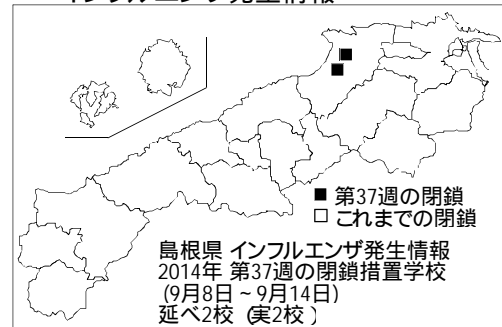 インフルエンザ発生情報
■ 第37週の閉鎖
□ これまでの閉鎖
島根県 インフルエンザ発生情報
2014年 第37週の閉鎖措置学校
(9月8日~9月14日)
延べ2校 (実2校)